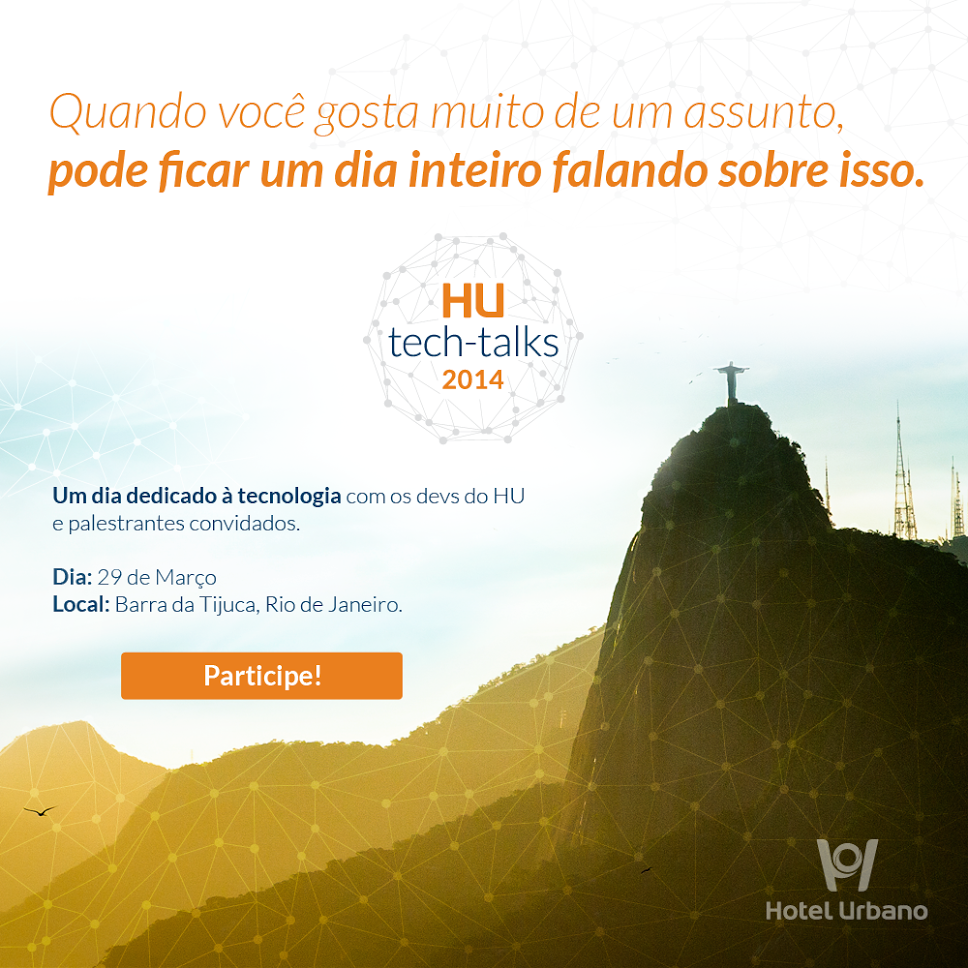 Quando você gosta muito de um assunto,
pode ficar um dia inteiro falando sobre isso.
HU
tech-talks
2014
Um dia dedicado à tecnologia com os devs do HU
e palestrantes convidados.
Dia: 29 de Março
Local: Barra da Tijuca, Rio de Janeiro.
Participe!
Hotel Urbano